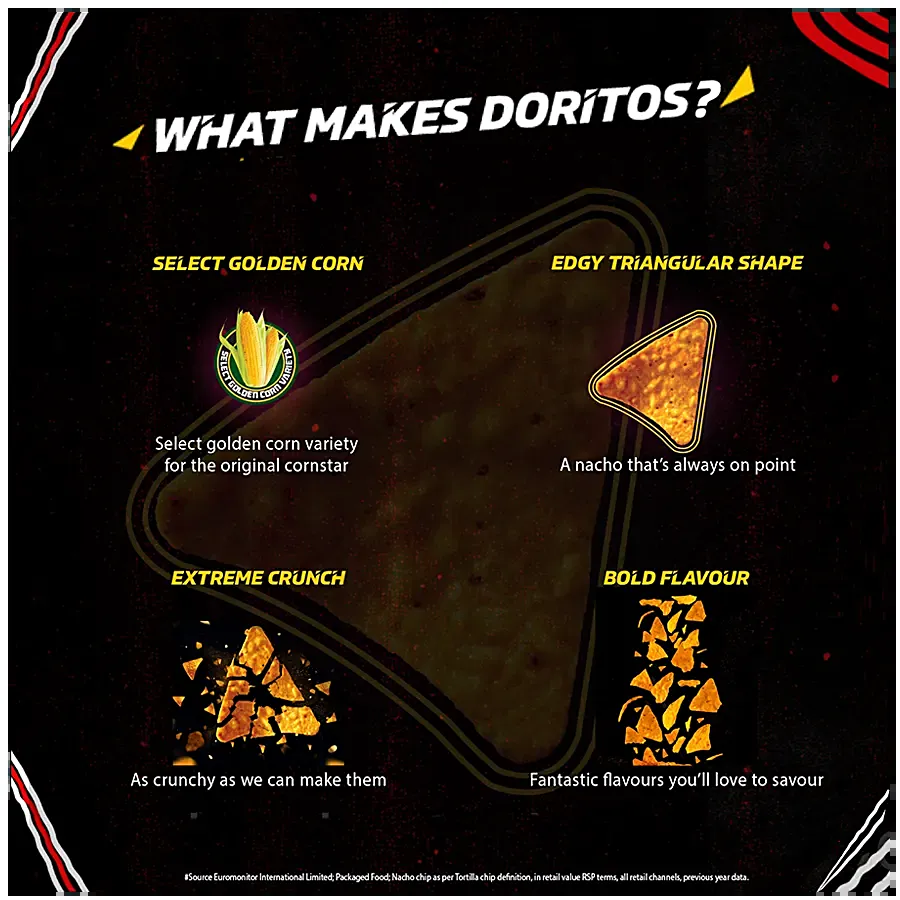 WHAT MAKES DORITOS?
SELECT GOLDEN CORN
EDGY TRIANGULAR SHAPE
SELECT GOLDEN CORN VARIETY
Select golden corn variety
for the original cornstar
A nacho that's always on point
EXTREME CRUNCH
BOLD FLAVOUR
As crunchy as we can make them
Fantastic flavours you'll love to savour
#Source Euromonitor International Limited; Packaged Food; Nacho chip as per Tortilla chip definition, in retail value RSP terms, all retail channels, previous year data.